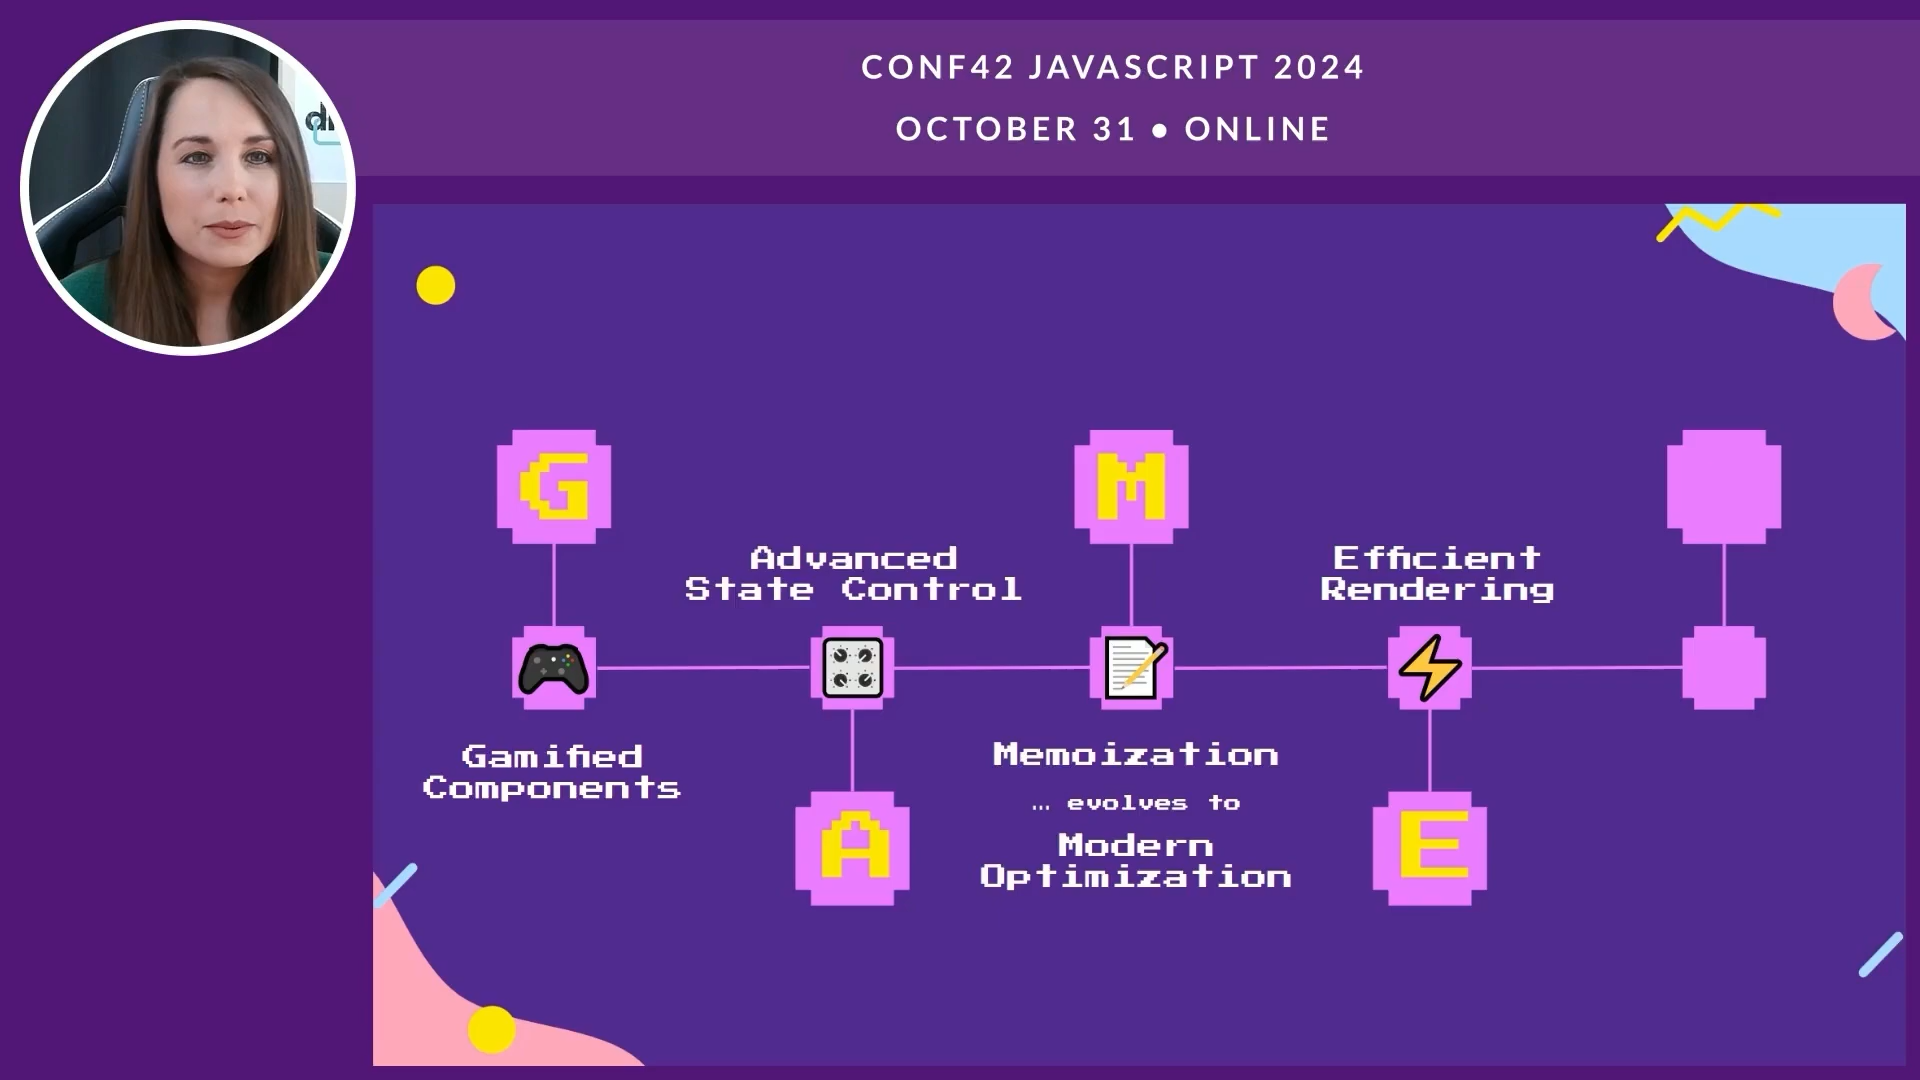 CONF42 JAVASCRIPT 2024
OCTOBER 31 • ONLINE
G
M
Advanced
State Control
Efficient
Rendering
Gamified
Components
Memoization
... evolves to
Modern
Optimization
A
E